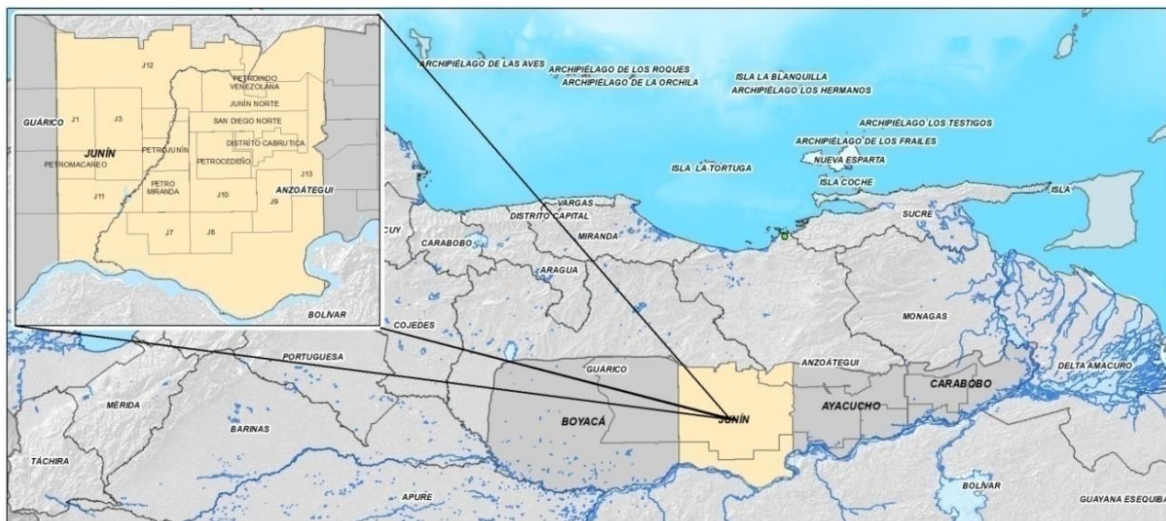 J12
PETROINDO
VENEZOLANA
JUNÍN NORTE
GUÁRICO
J1
J3
SAN DIEGO NORTE
DISTRITO CABRUTICA
JUNÍN
PETROJUNÍN
PETROCEDEÑO
PETROMACAREO
J13
J11
PETRO
MIRANDA
J10
ANZOÁTEGUI
J9
J7
J8
BOLÍVAR
ARCHIPIÉLAGO DE LAS AVES
ARCHIPIÉLAGO DE LOS ROQUES
ARCHIPIÉLAGO DE LA ORCHILA
ISLA LA BLANQUILLA
ARCHIPIÉLAGO LOS HERMANOS
ARCHIPIÉLAGO LOS TESTIGOS
ARCHIPIÉLAGO DE LOS FRAILES
NUEVA ESPARTA
ISLA LA TORTUGA
ISLA COCHE
ISLA
VARGAS
DISTRITO CAPITAL
SUCRE
CUY
CARABOBO
MIRANDA
ARAGUA
MONAGAS
COJEDES
PORTUGUESA
GUÁRICO
ANZOÁTEGUI
DELTA AMACURO
CARABOBO
MÉRIDA
AYACUCHO
BOYACÁ
JUNÍN
BARINAS
TÁCHIRA
BOLÍVAR
APURE
GUAYANA ESEQUIBA